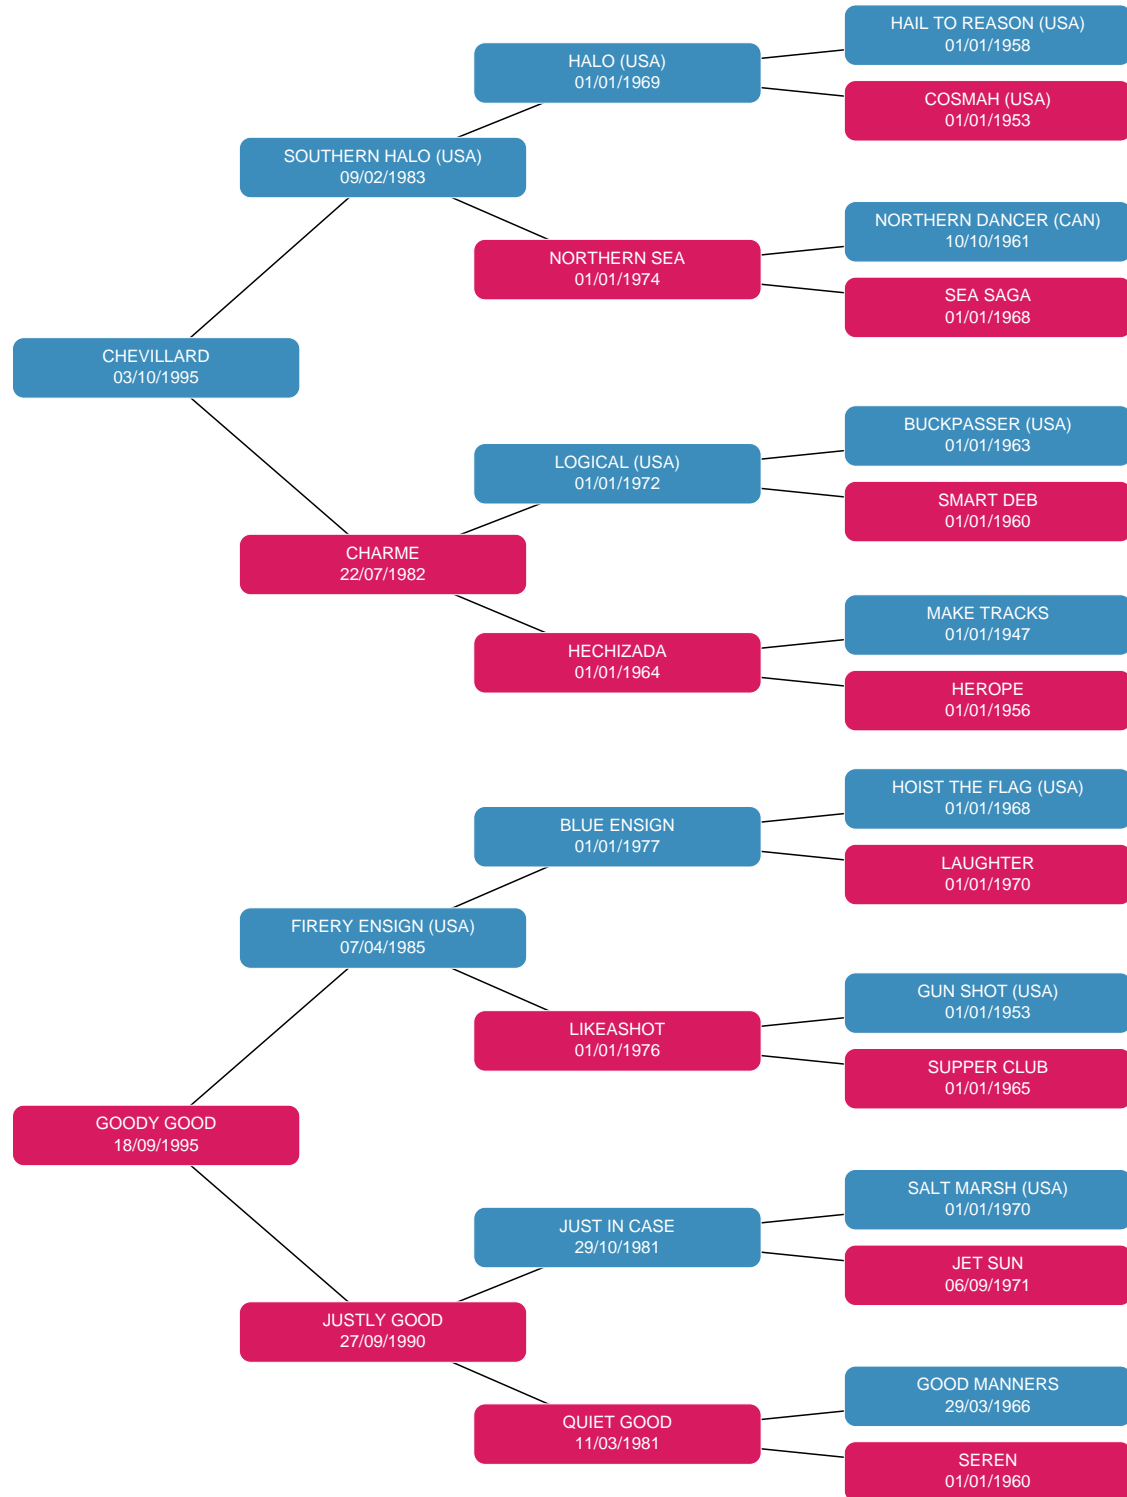 HAIL TO REASON (USA)
01/01/1958
HALO (USA)
01/01/1969
COSMAH (USA)
01/01/1953
SOUTHERN HALO (USA)
09/02/1983
NORTHERN DANCER (CAN)
10/10/1961
NORTHERN SEA
01/01/1974
SEA SAGA
01/01/1968
CHEVILLARD
03/10/1995
BUCKPASSER (USA)
01/01/1963
LOGICAL (USA)
01/01/1972
SMART DEB
01/01/1960
CHARME
22/07/1982
MAKE TRACKS
01/01/1947
HECHIZADA
01/01/1964
HEROPE
01/01/1956
HOIST THE FLAG (USA)
01/01/1968
BLUE ENSIGN
01/01/1977
LAUGHTER
01/01/1970
FIRERY ENSIGN (USA)
07/04/1985
GUN SHOT (USA)
01/01/1953
LIKEASHOT
01/01/1976
SUPPER CLUB
01/01/1965
GOODY GOOD
18/09/1995
SALT MARSH (USA)
01/01/1970
JUST IN CASE
29/10/1981
JET SUN
06/09/1971
JUSTLY GOOD
27/09/1990
GOOD MANNERS
29/03/1966
QUIET GOOD
11/03/1981
SEREN
01/01/1960